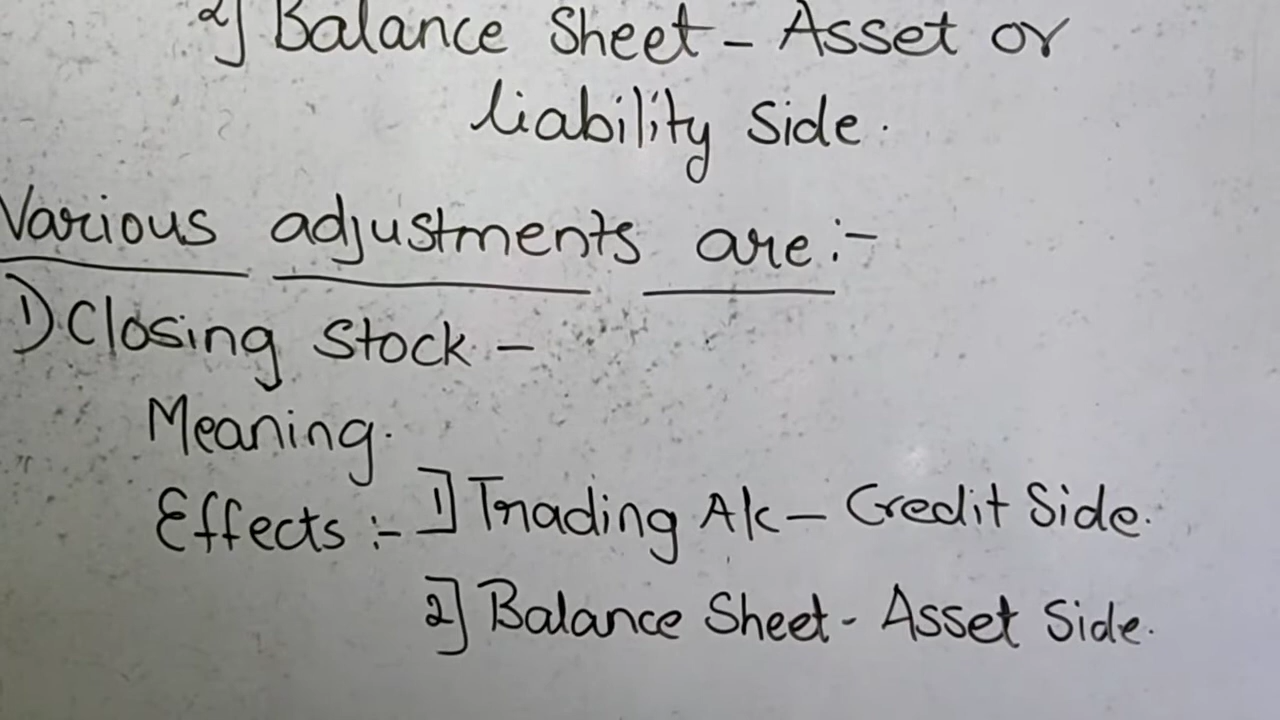 2] Balance Sheet - Asset or
liability Side.
Various adjustments are :-
1) Closing Stock -
Meaning.
Effects :- 1] Trading A/c - Credit Side.
2] Balance Sheet - Asset Side.